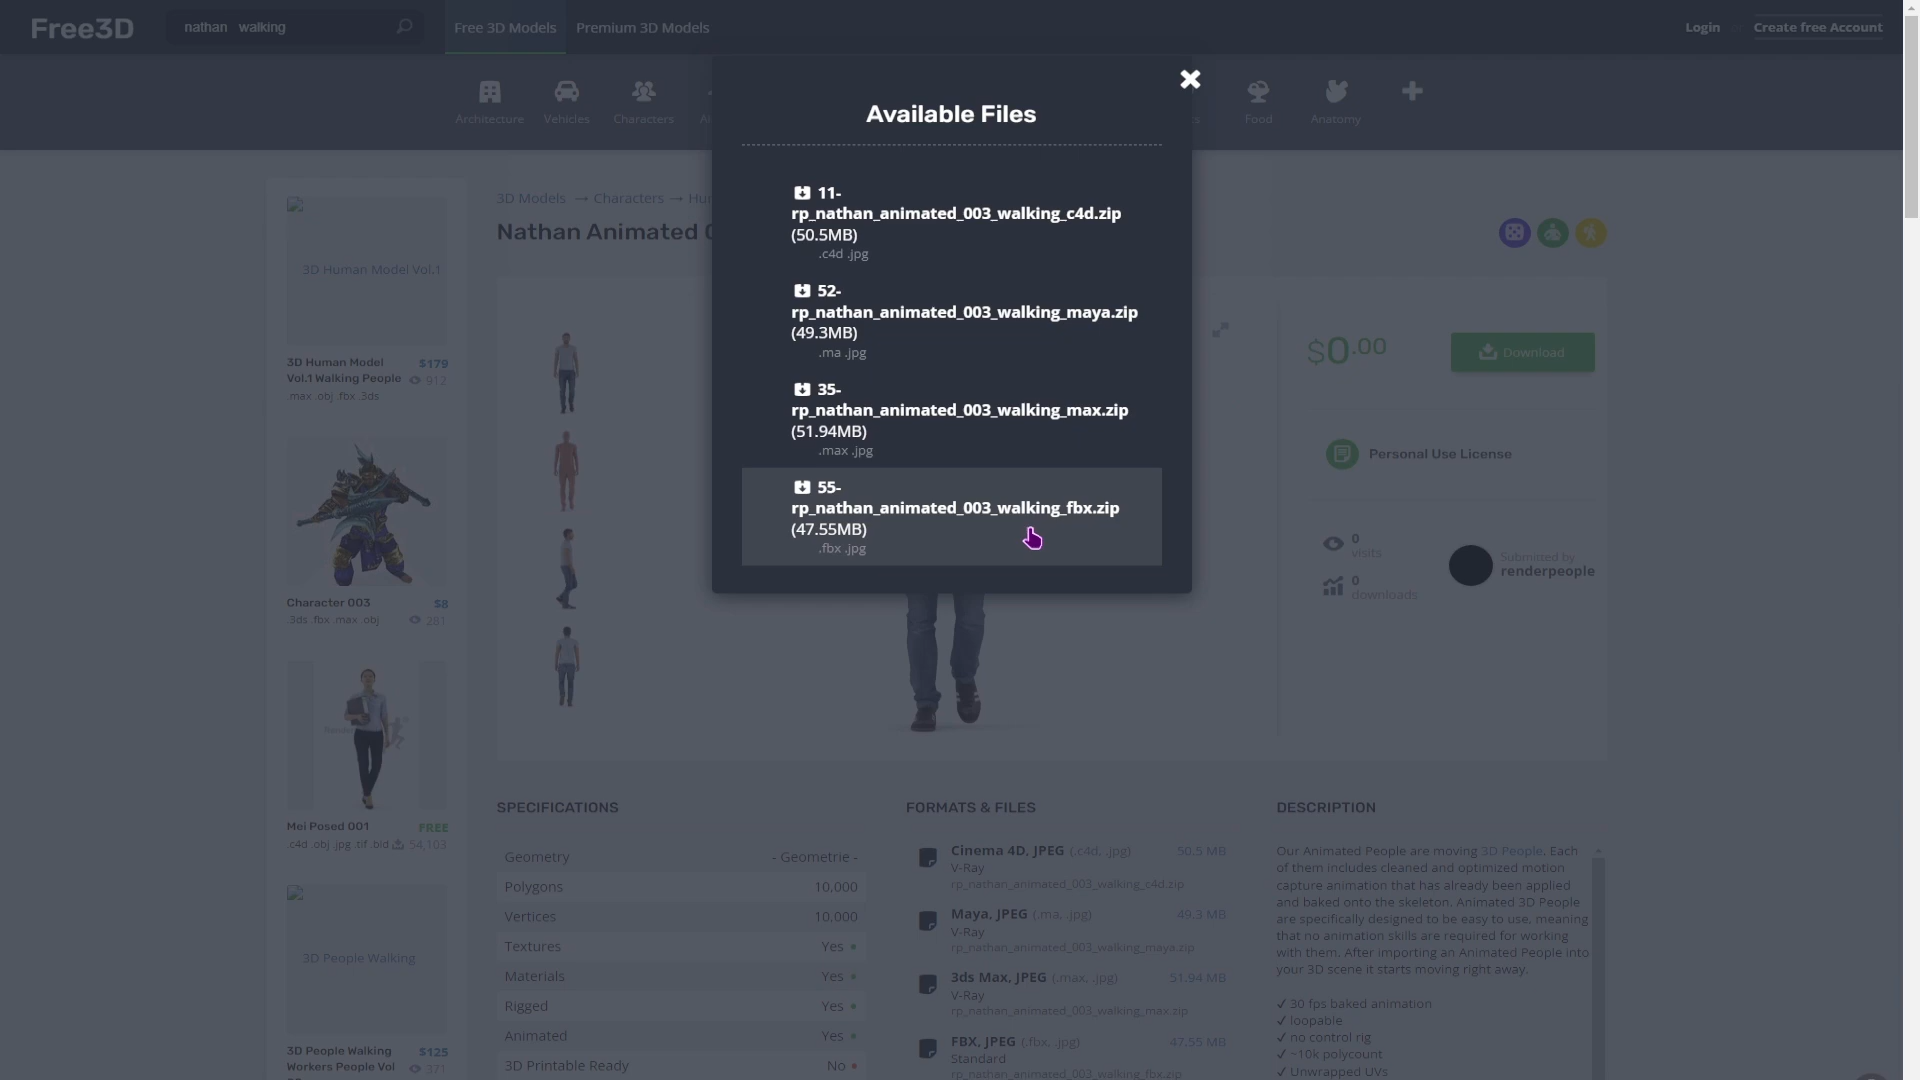 Free3D
nathan walking
Free 3D Models
Premium 3D Models
Login
Create free Account
Architecture
Vehicles
Characters
Food
Anatomy
Available Files
11-
rp_nathan_animated_003_walking_c4d.zip
(50.5MB)
.c4d .jpg
52-
rp_nathan_animated_003_walking_maya.zip
(49.3MB)
.ma .jpg
35-
rp_nathan_animated_003_walking_max.zip
(51.94MB)
.max .jpg
55-
rp_nathan_animated_003_walking_fbx.zip
(47.55MB)
.fbx .jpg
3D Models → Characters → Hu
Nathan Animated 0
3D Human Model Vol.1
3D Human Model $179
Vol.1 Walking People 912
.max .obj .fbx .3ds
Character 003 $8
.3ds .fbx .max .obj 281
Mei Posed 001 FREE
.c4d .obj .jpg .tif .bld 54,103
3D People Walking
3D People Walking $125
Workers People Vol 371
$0.00
Download
Personal Use License
0
visits
0
downloads
Submitted by
renderpeople
SPECIFICATIONS
Geometry - Geometrie -
Polygons 10,000
Vertices 10,000
Textures Yes
Materials Yes
Rigged Yes
Animated Yes
3D Printable Ready No
FORMATS & FILES
Cinema 4D, JPEG (.c4d, .jpg) 50.5 MB
V-Ray
rp_nathan_animated_003_walking_c4d.zip
Maya, JPEG (.ma, .jpg) 49.3 MB
V-Ray
rp_nathan_animated_003_walking_maya.zip
3ds Max, JPEG (.max, .jpg) 51.94 MB
V-Ray
rp_nathan_animated_003_walking_max.zip
FBX, JPEG (.fbx, .jpg) 47.55 MB
Standard
rp_nathan_animated_003_walking_fbx.zip
DESCRIPTION
Our Animated People are moving 3D People. Each
of them includes cleaned and optimized motion
capture animation that has already been applied
and baked onto the skeleton. Animated 3D People
are specifically designed to be easy to use, meaning
that no animation skills are required for working
with them. After importing an Animated People into
your 3D scene it starts moving right away.
✓ 30 fps baked animation
✓ loopable
✓ no control rig
✓ ~10k polycount
✓ Unwrapped UVs